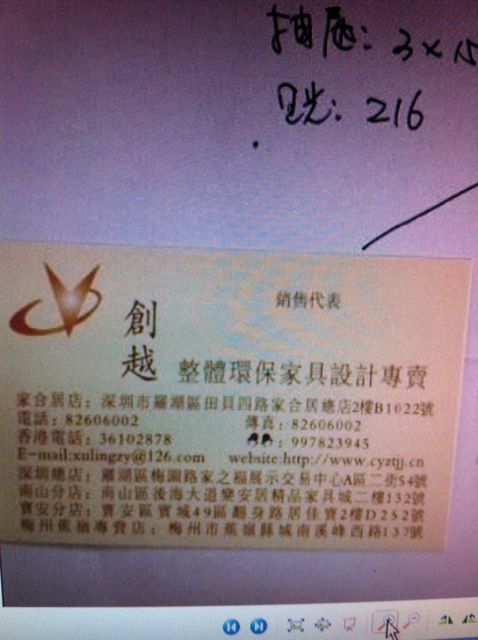 抽屉: 3×15
: 216
創越
銷售代表
整體環保家具設計專賣
家合居店：深圳市羅湖區田貝四路家合居總店2樓B1022號
電話：82606002 傳真：82606002
香港電話：36102878 QQ：997823945
E-mail:xulingzy@126.com website:http://www.cyztjj.cn
深圳總店：羅湖區梅園路家之福展示交易中心A區二街54號
南山分店：南山區後海大道樂安居精品家具城二樓132號
寶安分店：寶安區寶城49區翻身路居佳寶2樓D252號
梅州蕉嶺專賣店：梅州市蕉嶺縣城南溪峰西路137號